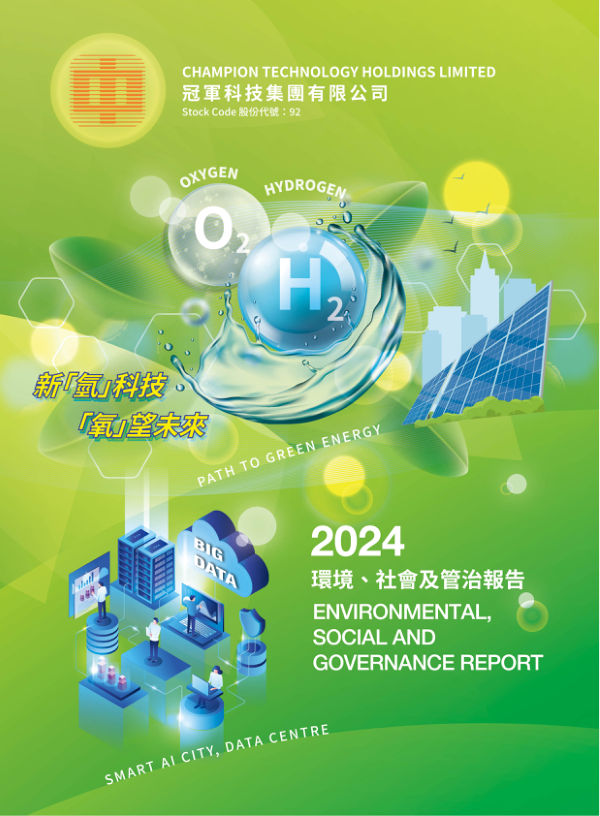 CHAMPION TECHNOLOGY HOLDINGS LIMITED
冠軍科技集團有限公司
Stock Code 股份代號：92
OXYGEN
HYDROGEN
O2
H2
新「氫」科技
「氧」望未來
PATH TO GREEN ENERGY
BIG
DATA
2024
環境、社會及管治報告
ENVIRONMENTAL,
SOCIAL AND
GOVERNANCE REPORT
SMART AI CITY, DATA CENTRE